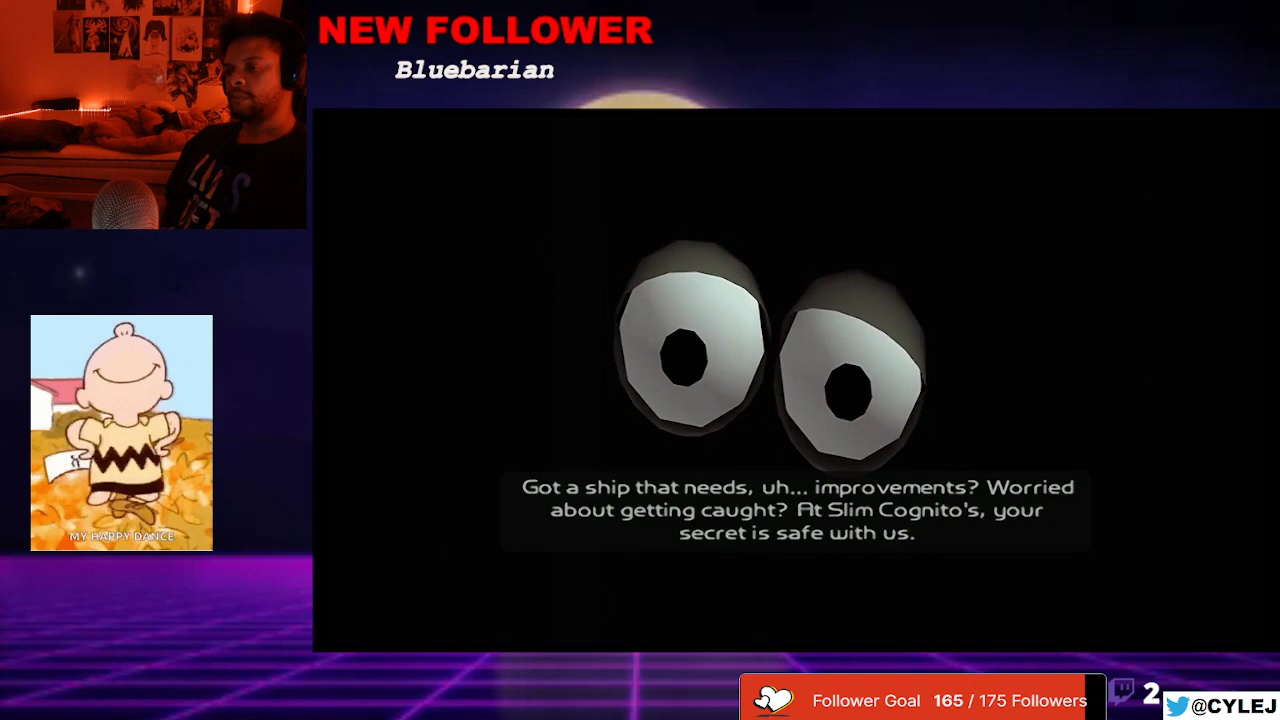 NEW FOLLOWER
Bluebarian
MY HAPPY DANCE
Got a ship that needs, uh... improvements? Worried
about getting caught? At Slim Cognito's, your
secret is safe with us.
Follower Goal 165 / 175 Followers
2
@CYLEJ